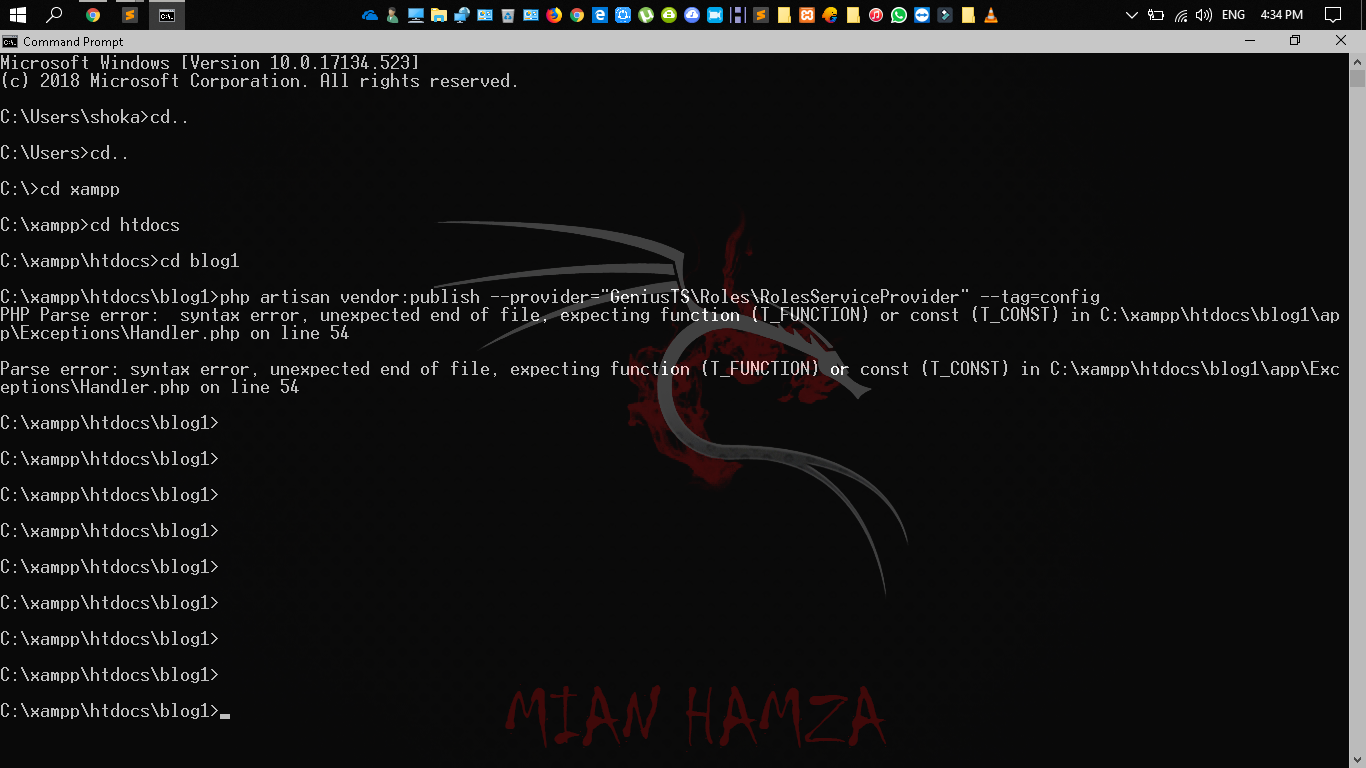 ENG 4:34 PM
Command Prompt
Microsoft Windows [Version 10.0.17134.523]
(c) 2018 Microsoft Corporation. All rights reserved.
C:\Users\shoka>cd..
C:\Users>cd..
C:\>cd xampp
C:\xampp>cd htdocs
C:\xampp\htdocs>cd blog1
C:\xampp\htdocs\blog1>php artisan vendor:publish --provider="GeniusTS\Roles\RolesServiceProvider" --tag=config
PHP Parse error:  syntax error, unexpected end of file, expecting function (T_FUNCTION) or const (T_CONST) in C:\xampp\htdocs\blog1\ap
p\Exceptions\Handler.php on line 54
Parse error: syntax error, unexpected end of file, expecting function (T_FUNCTION) or const (T_CONST) in C:\xampp\htdocs\blog1\app\Exc
eptions\Handler.php on line 54
C:\xampp\htdocs\blog1>
C:\xampp\htdocs\blog1>
C:\xampp\htdocs\blog1>
C:\xampp\htdocs\blog1>
C:\xampp\htdocs\blog1>
C:\xampp\htdocs\blog1>
C:\xampp\htdocs\blog1>
C:\xampp\htdocs\blog1>
C:\xampp\htdocs\blog1>
MIAN HAMZA